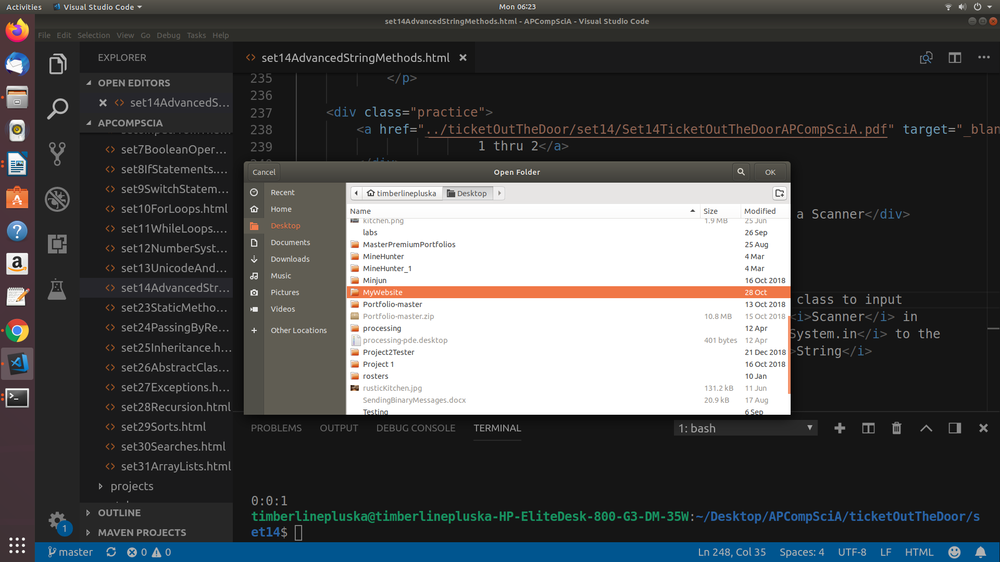 Activities
Visual Studio Code
Mon 06:23
set14AdvancedStringMethods.html - APCompSciA - Visual Studio Code
File Edit Selection View Go Debug Tasks Help
EXPLORER
OPEN EDITORS
set14AdvancedS...
APCOMPSCIA
set7BooleanOper...
set8IfStatements....
set9SwitchStatem...
set10ForLoops.html
set11WhileLoops....
set12NumberSyst...
set13UnicodeAnd...
set14AdvancedStr...
set23StaticMetho...
set24PassingByRe...
set25Inheritance.h...
set26AbstractClas...
set27Exceptions.h...
set28Recursion.html
set29Sorts.html
set30Searches.html
set31ArrayLists.html
projects
OUTLINE
MAVEN PROJECTS
1
set14AdvancedStringMethods.html
235 </p>
236
237 <div class="practice">
238 <a href="../ticketOutTheDoor/set14/Set14TicketOutTheDoorAPCompSciA.pdf" target="_blan
239 1 thru 2</a>
a Scanner</div>
class to input
<i>Scanner</i> in
System.in</i> to the
>String</i>
Cancel
Open Folder
OK
Recent
Home
Desktop
Documents
Downloads
Music
Pictures
Videos
Other Locations
timberlinepluska
Desktop
Name Size Modified
kitchen.png 1.9 MB 25 Jun
labs 26 Sep
MasterPremiumPortfolios 25 Aug
MineHunter 4 Mar
MineHunter_1 4 Mar
Minjun 16 Oct 2018
MyWebsite 28 Oct
Portfolio-master 13 Oct 2018
Portfolio-master.zip 10.8 MB 15 Oct 2018
processing 12 Apr
processing-pde.desktop 401 bytes 12 Apr
Project2Tester 21 Dec 2018
Project 1 16 Oct 2018
rosters 10 Jan
rusticKitchen.jpg 131.2 kB 11 Jun
SendingBinaryMessages.docx 20.9 kB 17 Aug
Testing 6 Sep
PROBLEMS OUTPUT DEBUG CONSOLE TERMINAL
1: bash
0:0:1
timberlinepluska@timberlinepluska-HP-EliteDesk-800-G3-DM-35W:~/Desktop/APCompSciA/ticketOutTheDoor/s
et14$
master 0 0
Ln 248, Col 35 Spaces: 4 UTF-8 LF HTML